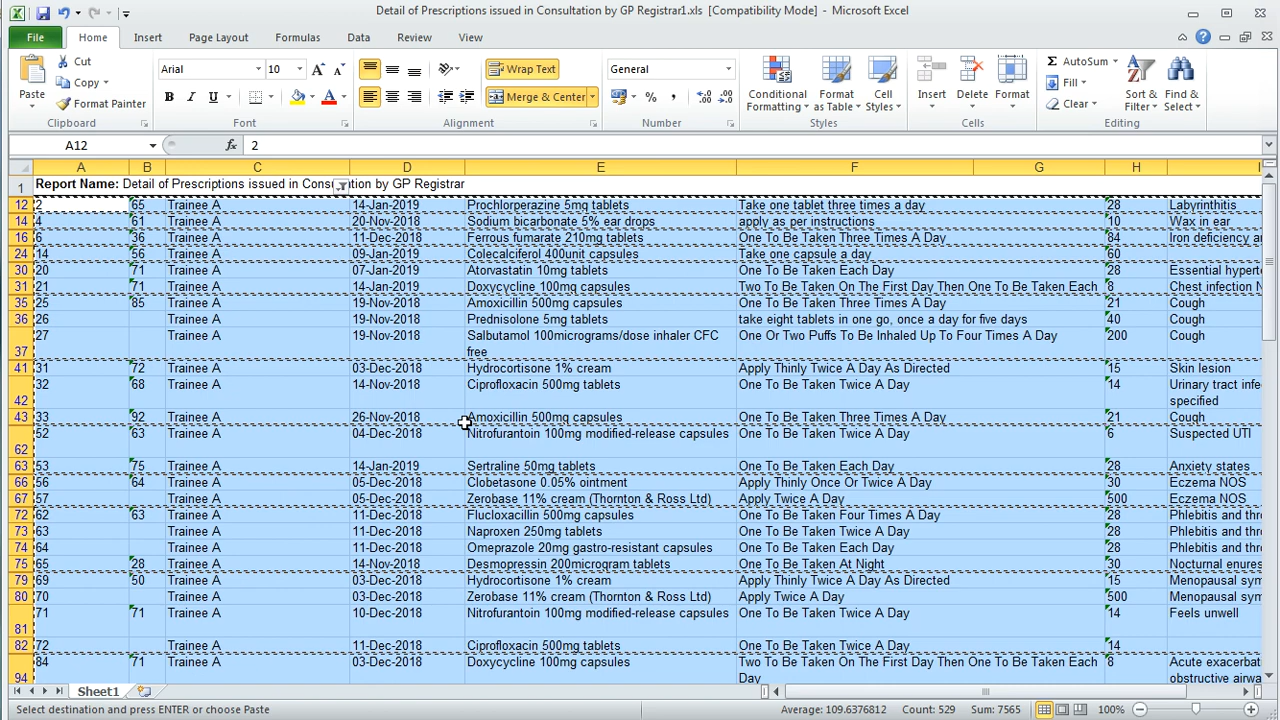 Detail of Prescriptions issued in Consultation by GP Registrar1.xls [Compatibility Mode] - Microsoft Excel
File Home Insert Page Layout Formulas Data Review View
Paste Cut Copy Format Painter Clipboard
Arial 10 B I U A A A Font
Wrap Text Merge & Center Alignment
General % , .0 .00 .00 .0 Number
Conditional Formatting Format as Table Cell Styles Styles
Insert Delete Format Cells
Σ AutoSum Fill Clear Sort & Filter Find & Select Editing
A12 fx 2
A B C D E F G H I
1 Report Name: Detail of Prescriptions issued in Consultation by GP Registrar
12 2 65 Trainee A 14-Jan-2019 Prochlorperazine 5mg tablets Take one tablet three times a day 28 Labyrinthitis
14 4 61 Trainee A 20-Nov-2018 Sodium bicarbonate 5% ear drops apply as per instructions 10 Wax in ear
16 6 36 Trainee A 11-Dec-2018 Ferrous fumarate 210mg tablets One To Be Taken Three Times A Day 84 Iron deficiency a
24 14 56 Trainee A 09-Jan-2019 Colecalciferol 400unit capsules Take one capsule a day 60
30 20 71 Trainee A 07-Jan-2019 Atorvastatin 10mg tablets One To Be Taken Each Day 28 Essential hyperte
31 21 71 Trainee A 14-Jan-2019 Doxycycline 100mg capsules Two To Be Taken On The First Day Then One To Be Taken Each 8 Chest infection N
35 25 85 Trainee A 19-Nov-2018 Amoxicillin 500mg capsules One To Be Taken Three Times A Day 21 Cough
36 26 Trainee A 19-Nov-2018 Prednisolone 5mg tablets take eight tablets in one go, once a day for five days 40 Cough
37 27 Trainee A 19-Nov-2018 Salbutamol 100micrograms/dose inhaler CFC One Or Two Puffs To Be Inhaled Up To Four Times A Day 200 Cough
free
41 31 72 Trainee A 03-Dec-2018 Hydrocortisone 1% cream Apply Thinly Twice A Day As Directed 15 Skin lesion
42 32 68 Trainee A 14-Nov-2018 Ciprofloxacin 500mg tablets One To Be Taken Twice A Day 14 Urinary tract infe
specified
43 33 92 Trainee A 26-Nov-2018 Amoxicillin 500mg capsules One To Be Taken Three Times A Day 21 Cough
62 52 63 Trainee A 04-Dec-2018 Nitrofurantoin 100mg modified-release capsules One To Be Taken Twice A Day 6 Suspected UTI
63 53 75 Trainee A 14-Jan-2019 Sertraline 50mg tablets One To Be Taken Each Day 28 Anxiety states
66 56 64 Trainee A 05-Dec-2018 Clobetasone 0.05% ointment Apply Thinly Once Or Twice A Day 30 Eczema NOS
67 57 Trainee A 05-Dec-2018 Zerobase 11% cream (Thornton & Ross Ltd) Apply Twice A Day 500 Eczema NOS
72 62 63 Trainee A 11-Dec-2018 Flucloxacillin 500mg capsules One To Be Taken Four Times A Day 28 Phlebitis and thr
73 63 Trainee A 11-Dec-2018 Naproxen 250mg tablets One To Be Taken Twice A Day 28 Phlebitis and thr
74 64 Trainee A 11-Dec-2018 Omeprazole 20mg gastro-resistant capsules One To Be Taken Each Day 28 Phlebitis and thr
75 65 28 Trainee A 14-Nov-2018 Desmopressin 200microgram tablets One To Be Taken At Night 30 Nocturnal enures
79 69 50 Trainee A 03-Dec-2018 Hydrocortisone 1% cream Apply Thinly Twice A Day As Directed 15 Menopausal sym
80 70 Trainee A 03-Dec-2018 Zerobase 11% cream (Thornton & Ross Ltd) Apply Twice A Day 500 Menopausal sym
81 71 71 Trainee A 10-Dec-2018 Nitrofurantoin 100mg modified-release capsules One To Be Taken Twice A Day 14 Feels unwell
82 72 Trainee A 11-Dec-2018 Ciprofloxacin 500mg tablets One To Be Taken Twice A Day 14
94 84 71 Trainee A 03-Dec-2018 Doxycycline 100mg capsules Two To Be Taken On The First Day Then One To Be Taken Each 8 Acute exacerbat
Day obstructive airwa
Sheet1
Select destination and press ENTER or choose Paste Average: 109.6376812 Count: 529 Sum: 7565 100%